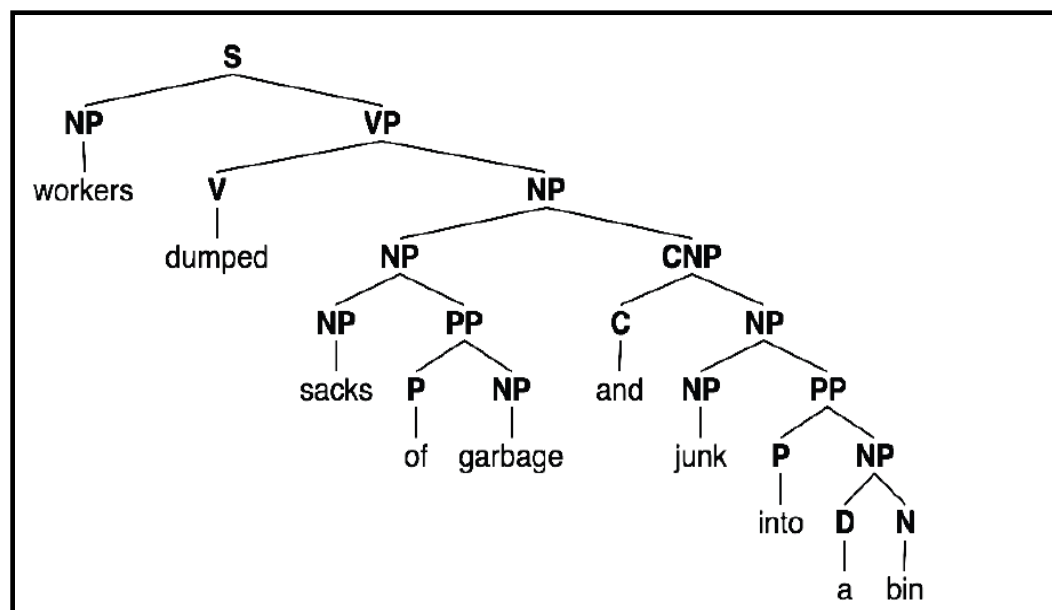 S
NP VP
workers V NP
dumped NP CNP
NP PP C NP
sacks P NP and NP PP
of garbage junk P NP
into D N
a bin